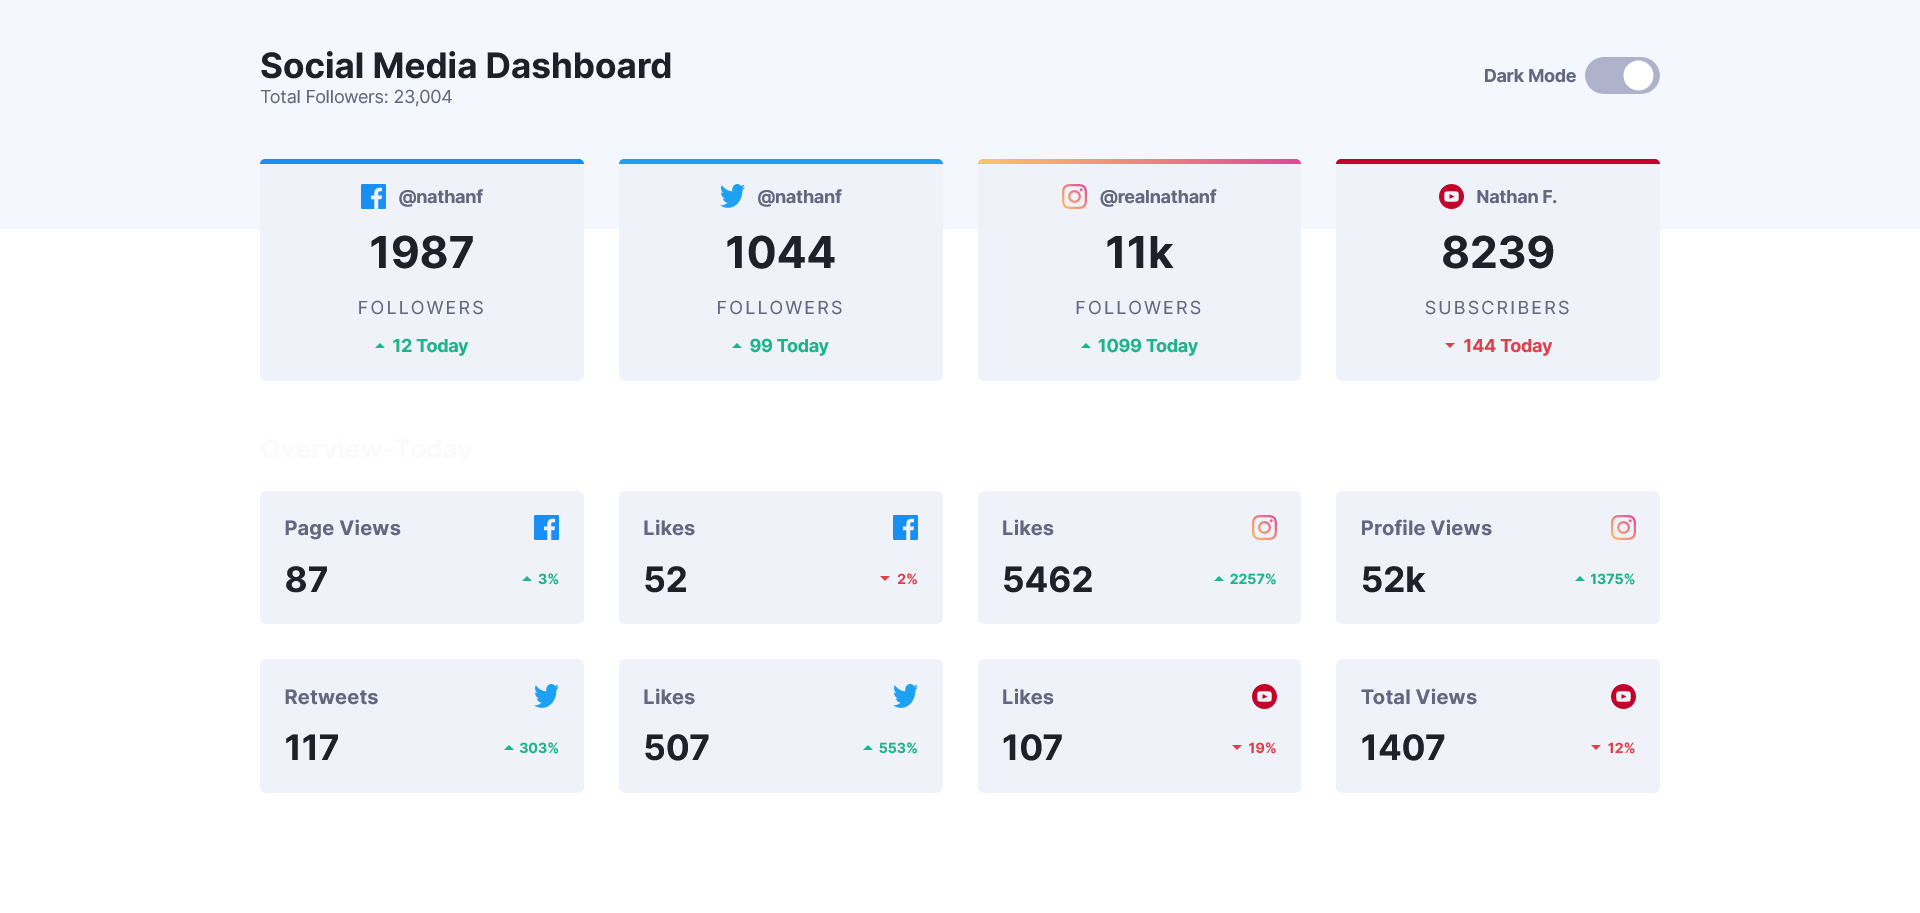 Social Media Dashboard
Total Followers: 23,004
Dark Mode
@nathanf
1987
FOLLOWERS
12 Today
@nathanf
1044
FOLLOWERS
99 Today
@realnathanf
11k
FOLLOWERS
1099 Today
Nathan F.
8239
SUBSCRIBERS
144 Today
Overview-Today
Page Views
87
3%
Likes
52
2%
Likes
5462
2257%
Profile Views
52k
1375%
Retweets
117
303%
Likes
507
553%
Likes
107
19%
Total Views
1407
12%